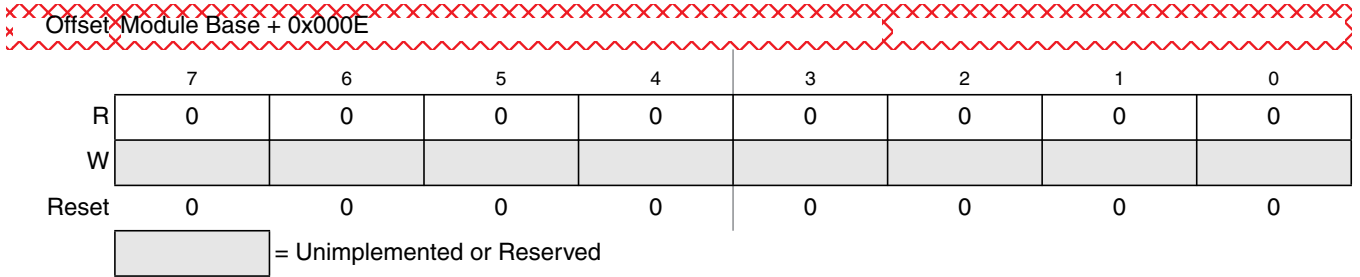 Offset Module Base + 0x000E
7 6 5 4 3 2 1 0
R 0 0 0 0 0 0 0 0
W
Reset 0 0 0 0 0 0 0 0
= Unimplemented or Reserved